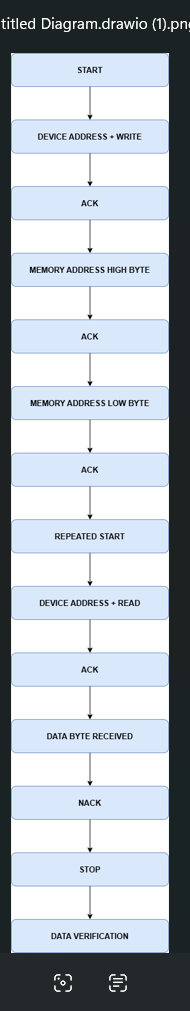 titled Diagram.drawio (1).png
START
DEVICE ADDRESS + WRITE
ACK
MEMORY ADDRESS HIGH BYTE
ACK
MEMORY ADDRESS LOW BYTE
ACK
REPEATED START
DEVICE ADDRESS + READ
ACK
DATA BYTE RECEIVED
NACK
STOP
DATA VERIFICATION